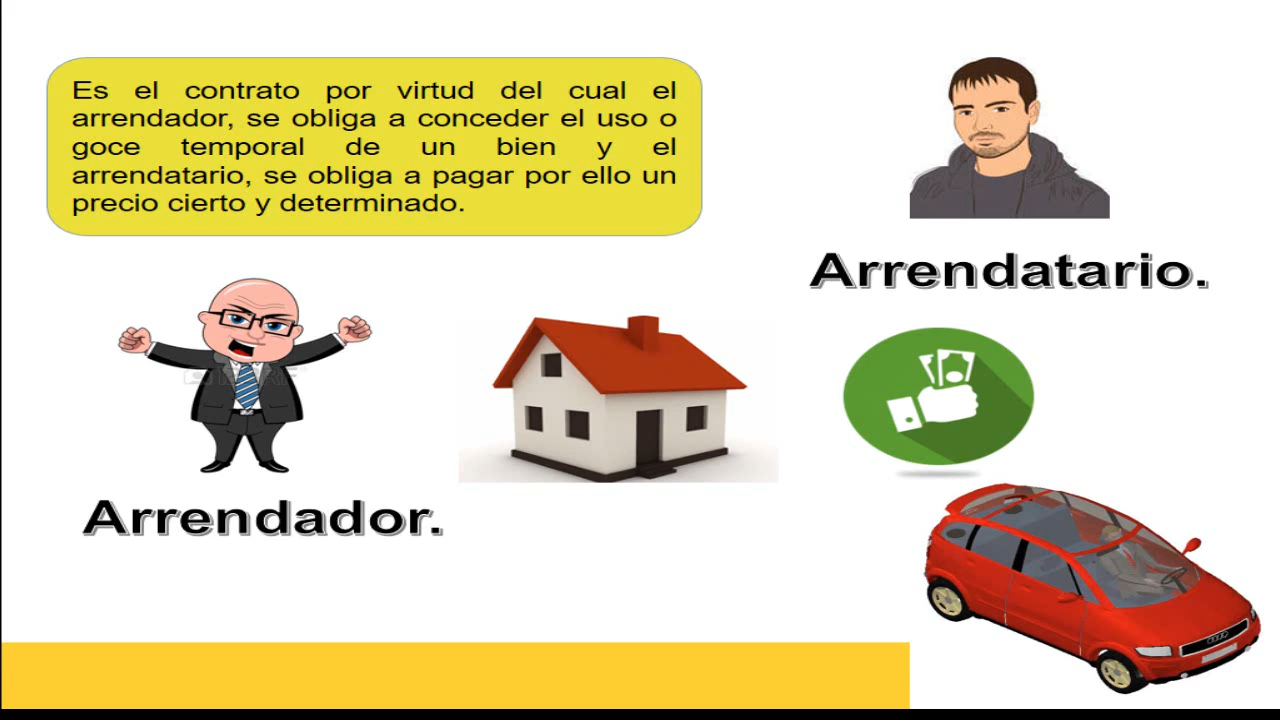 Es el contrato por virtud del cual el
arrendador, se obliga a conceder el uso o
goce temporal de un bien y el
arrendatario, se obliga a pagar por ello un
precio cierto y determinado.
Arrendatario.
Arrendador.